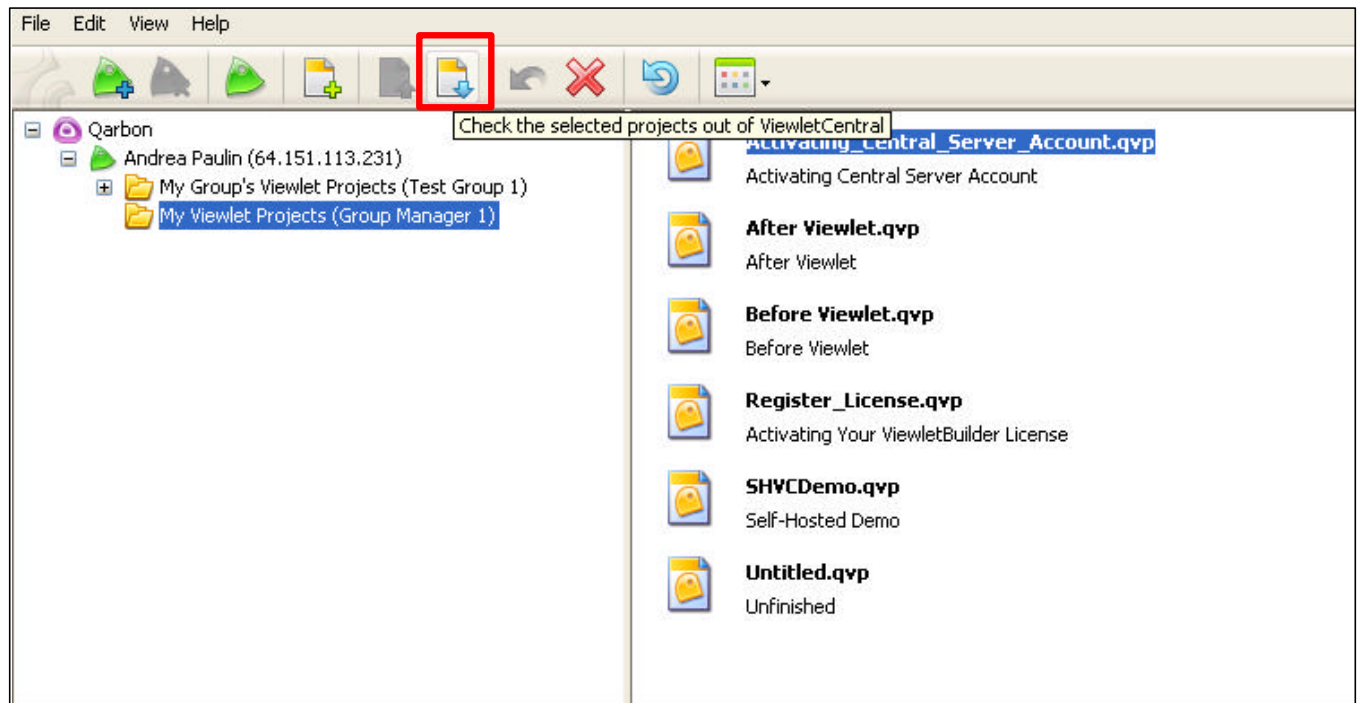 File Edit View Help
Check the selected projects out of ViewletCentral
Qarbon
Andrea Paulin (64.151.113.231)
My Group's Viewlet Projects (Test Group 1)
My Viewlet Projects (Group Manager 1)
Activating_Central_Server_Account.qvp
Activating Central Server Account
After Viewlet.qvp
After Viewlet
Before Viewlet.qvp
Before Viewlet
Register_License.qvp
Activating Your ViewletBuilder License
SHVCDemo.qvp
Self-Hosted Demo
Untitled.qvp
Unfinished